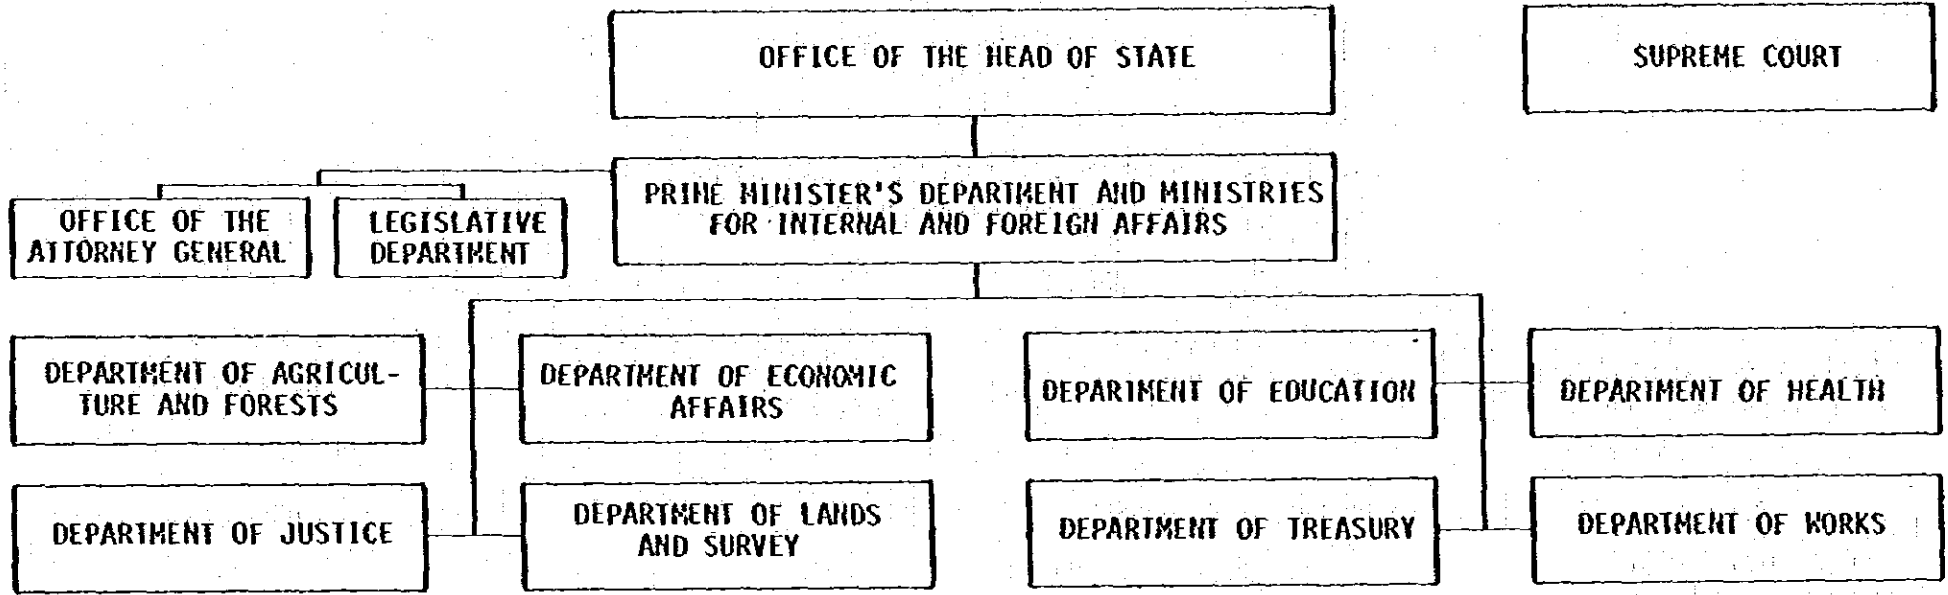 OFFICE OF THE HEAD OF STATE
SUPREME COURT
PRIME MINISTER'S DEPARTMENT AND MINISTRIES
FOR INTERNAL AND FOREIGN AFFAIRS
OFFICE OF THE
ATTORNEY GENERAL
LEGISLATIVE
DEPARTMENT
DEPARTMENT OF AGRICUL-
TURE AND FORESTS
DEPARTMENT OF ECONOMIC
AFFAIRS
DEPARTMENT OF EDUCATION
DEPARTMENT OF HEALTH
DEPARTMENT OF JUSTICE
DEPARTMENT OF LANDS
AND SURVEY
DEPARTMENT OF TREASURY
DEPARTMENT OF WORKS